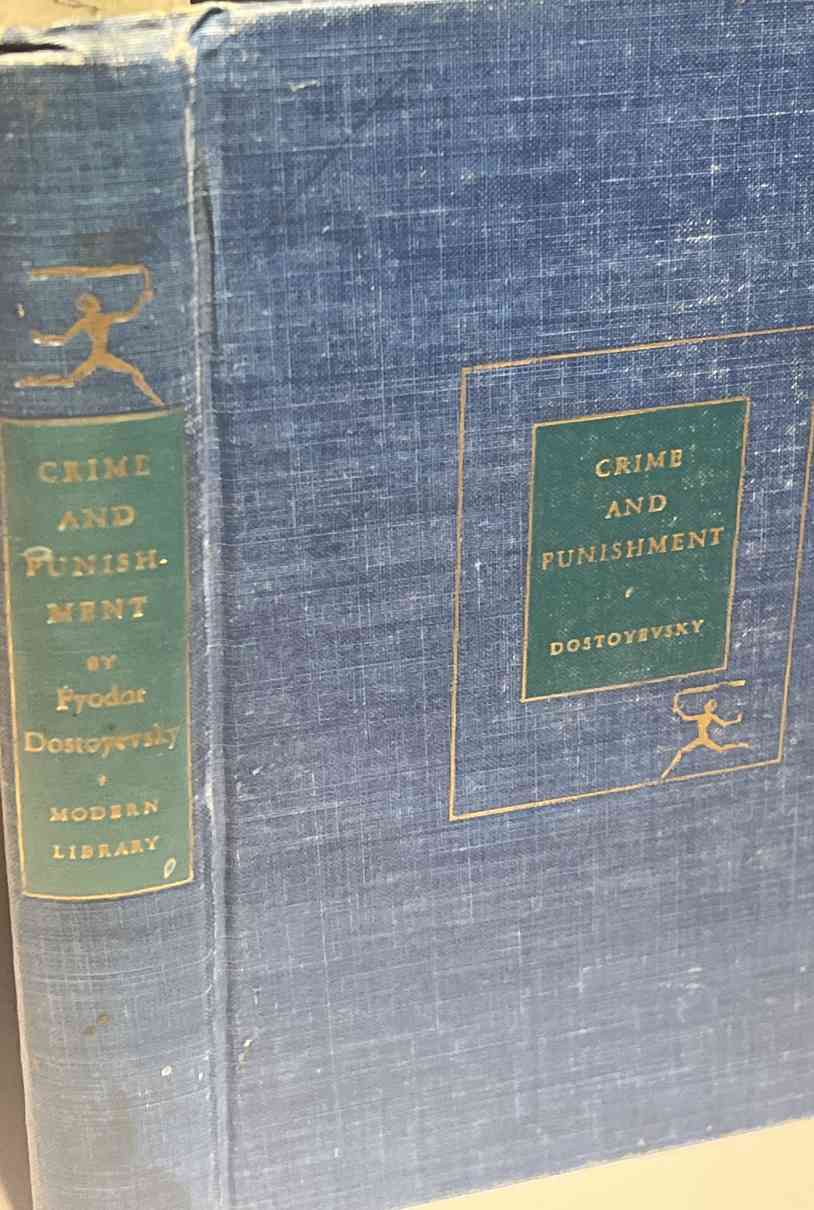 CRIME
AND
PUNISH-
MENT
BY
Fyodor
Dostoyevsky
MODERN
LIBRARY
CRIME
AND
PUNISHMENT
DOSTOYEVSKY